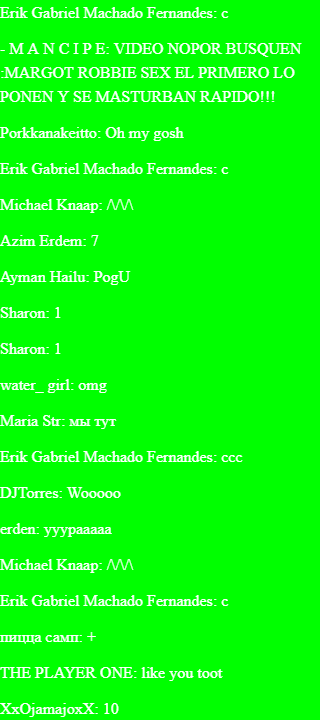 Erik Gabriel Machado Fernandes: c
- M A N C I P E: VIDEO NOPOR BUSQUEN
:MARGOT ROBBIE SEX EL PRIMERO LO
PONEN Y SE MASTURBAN RAPIDO!!!
Porkkanakeitto: Oh my gosh
Erik Gabriel Machado Fernandes: c
Michael Knaap: /\/\/\
Azim Erdem: 7
Ayman Hailu: PogU
Sharon: 1
Sharon: 1
water_ girl: omg
Maria Str: мы тут
Erik Gabriel Machado Fernandes: ccc
DJTorres: Wooooo
erden: yyypaaaaa
Michael Knaap: /\/\/\
Erik Gabriel Machado Fernandes: c
пицца самп: +
THE PLAYER ONE: like you toot
XxOjamajoxX: 10